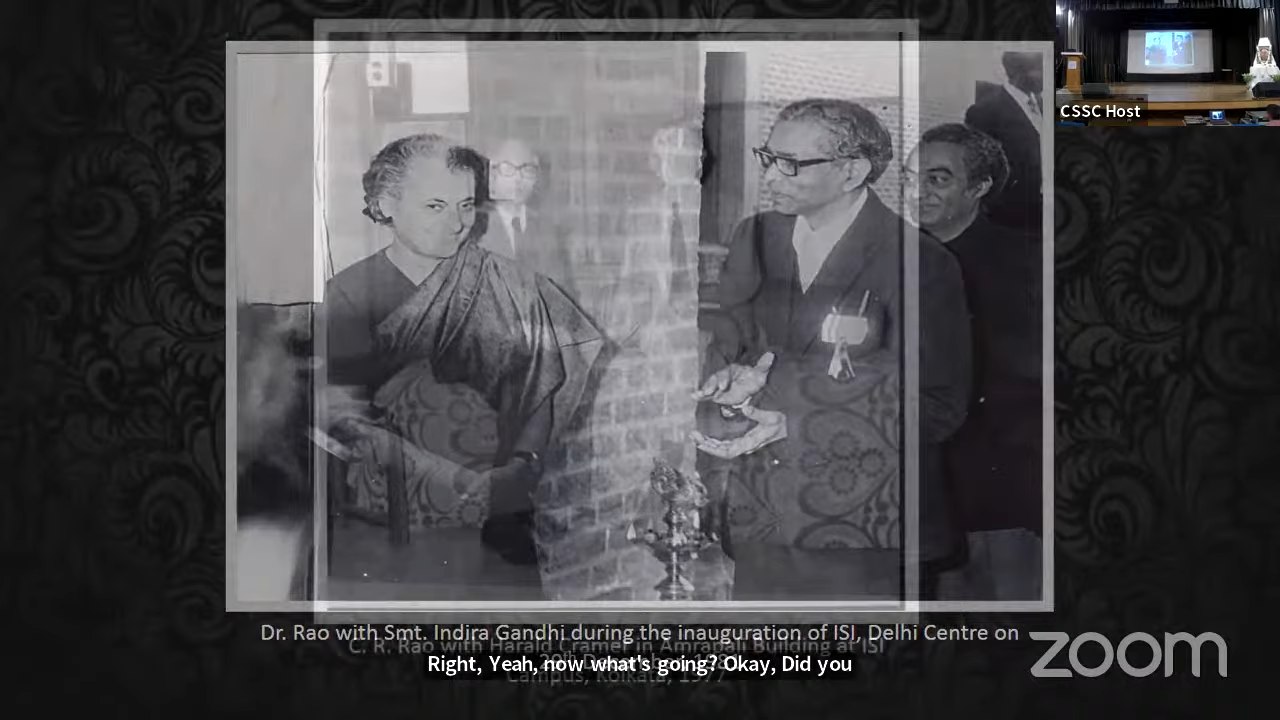 CSSC Host
Dr. Rao with Smt. Indira Gandhi during the inauguration of ISI, Delhi Centre on
C. R. Rao with Harald Cramer in Amrapali Building at ISI
Right, Yeah, now what's going? Okay, Did you
Campus, Kolkata, 1977
zoom